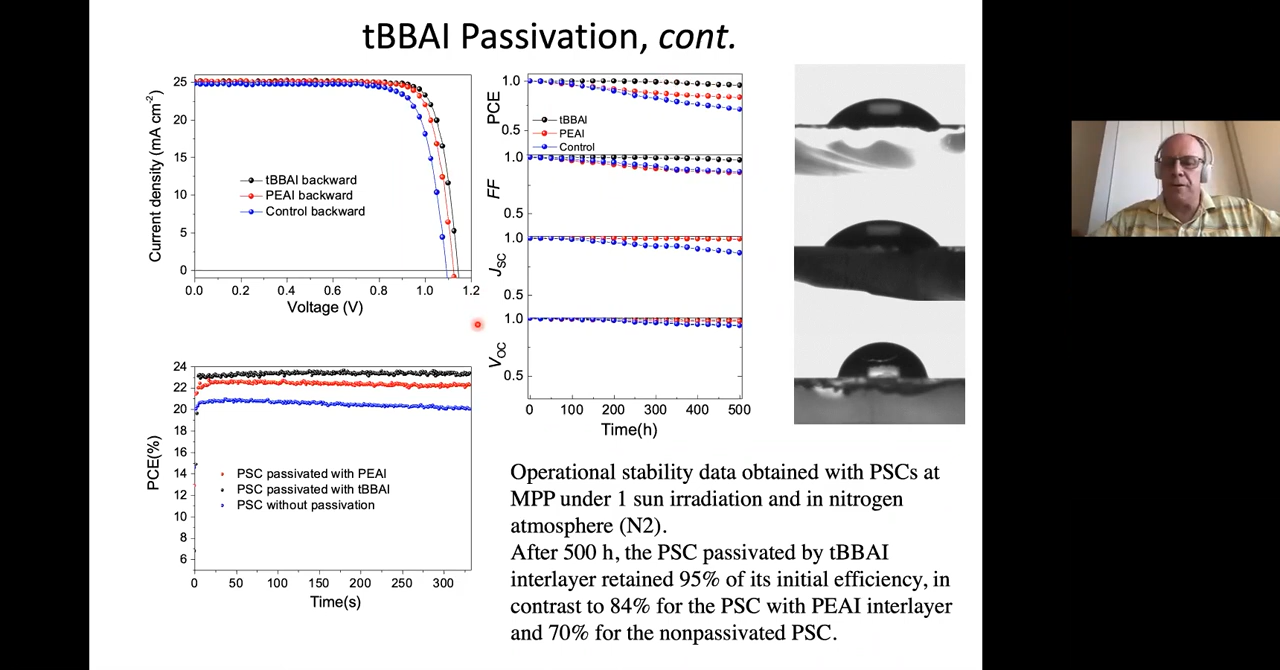 tBBAI Passivation, cont.
25
20
15
10
5
0
Current density (mA cm⁻²)
tBBAI backward
PEAI backward
Control backward
0.0 0.2 0.4 0.6 0.8 1.0 1.2
Voltage (V)
24
22
20
18
16
14
12
10
8
6
PCE(%)
PSC passivated with PEAI
PSC passivated with tBBAI
PSC without passivation
0 50 100 150 200 250 300
Time(s)
1.0
PCE
0.5
tBBAI
PEAI
Control
1.0
FF
0.5
1.0
JSC
0.5
1.0
VOC
0.5
0 100 200 300 400 500
Time(h)
Operational stability data obtained with PSCs at
MPP under 1 sun irradiation and in nitrogen
atmosphere (N2).
After 500 h, the PSC passivated by tBBAI
interlayer retained 95% of its initial efficiency, in
contrast to 84% for the PSC with PEAI interlayer
and 70% for the nonpassivated PSC.